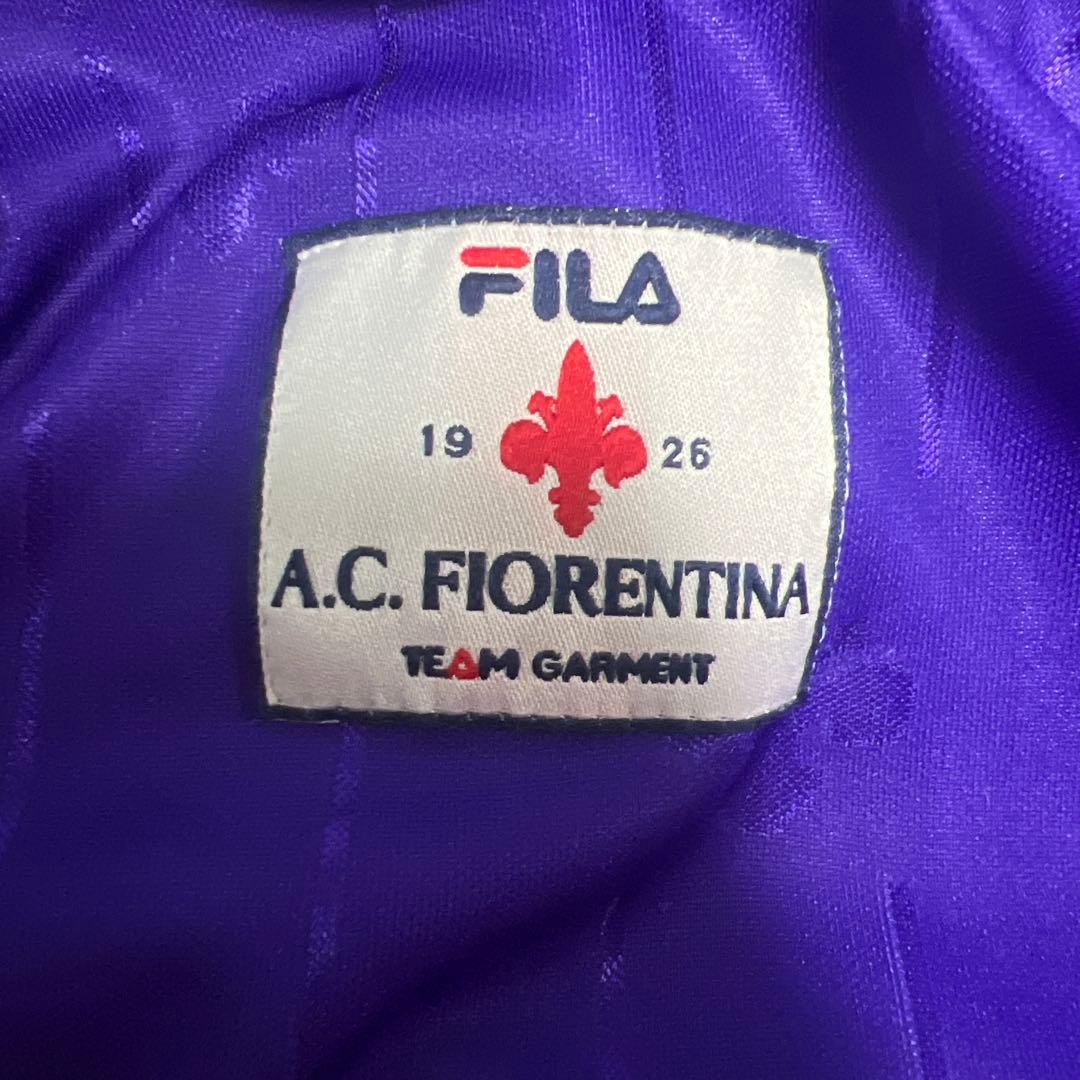 FILA
19 26
A.C. FIORENTINA
TEAM GARMENT